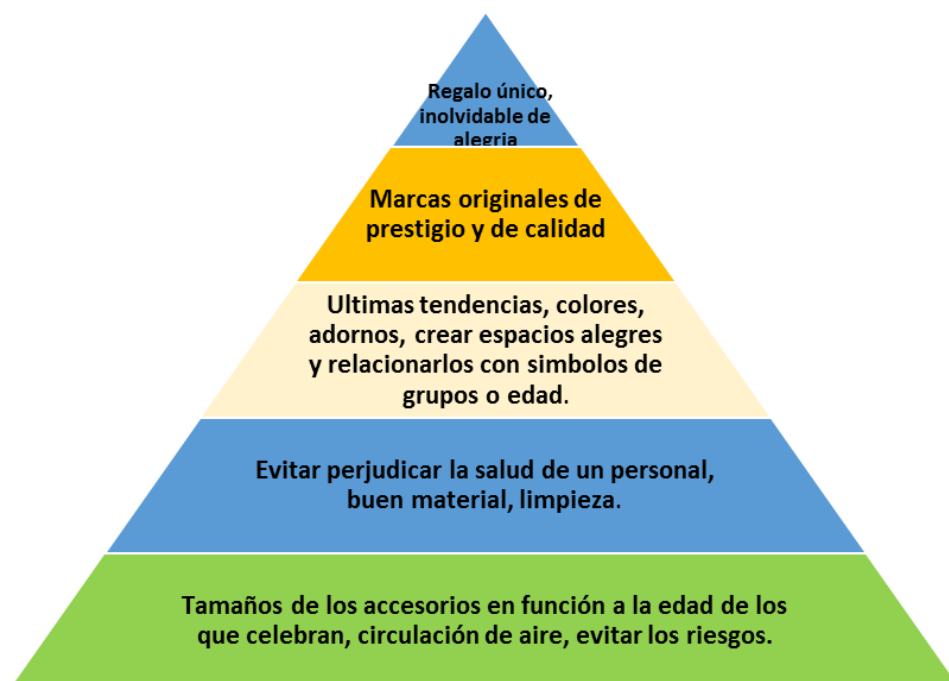 Regalo único,
inolvidable de
alegria
Marcas originales de
prestigio y de calidad
Ultimas tendencias, colores,
adornos, crear espacios alegres
y relacionarlos con simbolos de
grupos o edad.
Evitar perjudicar la salud de un personal,
buen material, limpieza.
Tamaños de los accesorios en función a la edad de los
que celebran, circulación de aire, evitar los riesgos.